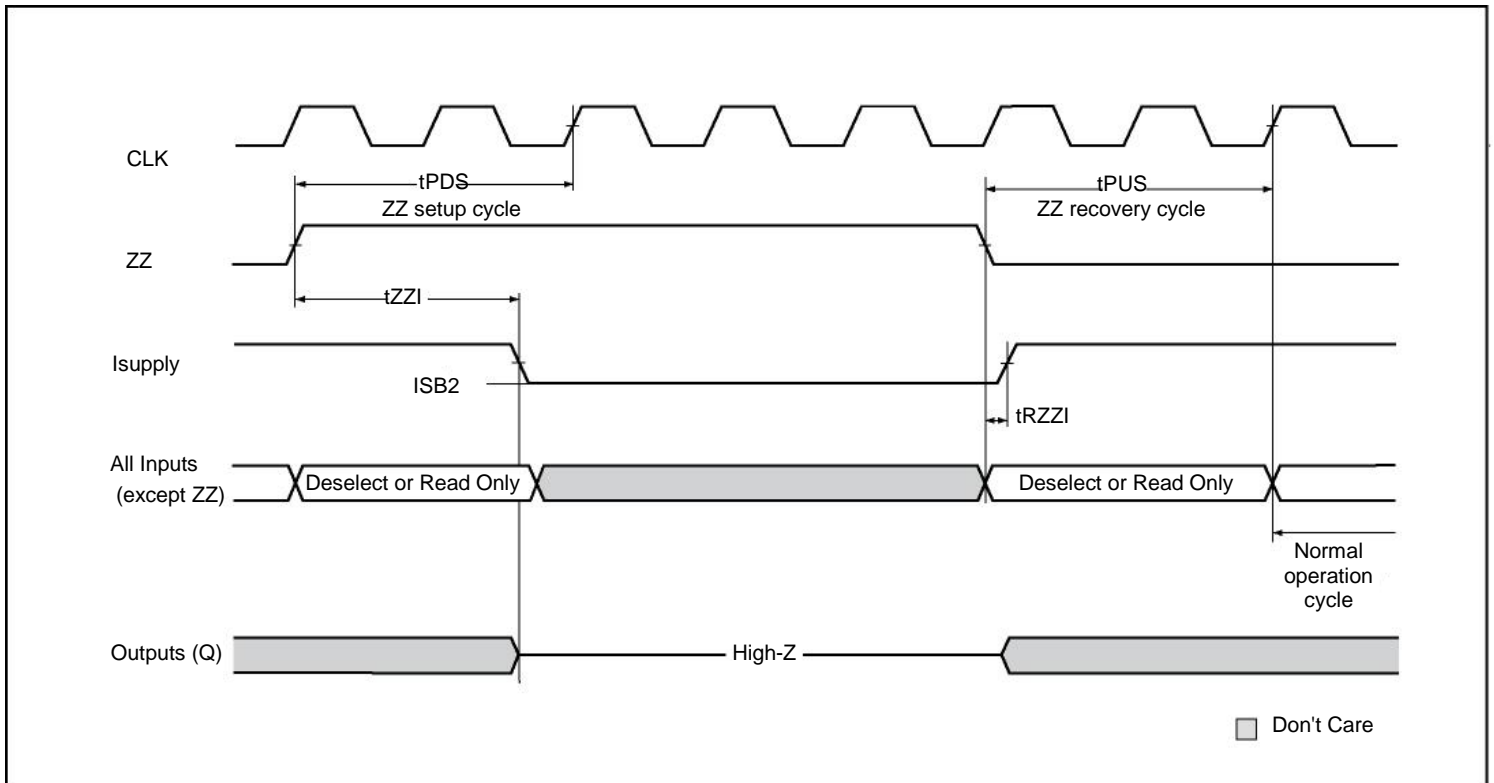 CLK
tPDS
ZZ setup cycle
tPUS
ZZ recovery cycle
ZZ
tZZI
Isupply
ISB2
tRZZI
All Inputs
(except ZZ)
Deselect or Read Only
Deselect or Read Only
Normal
operation
cycle
Outputs (Q)
High-Z
Don't Care